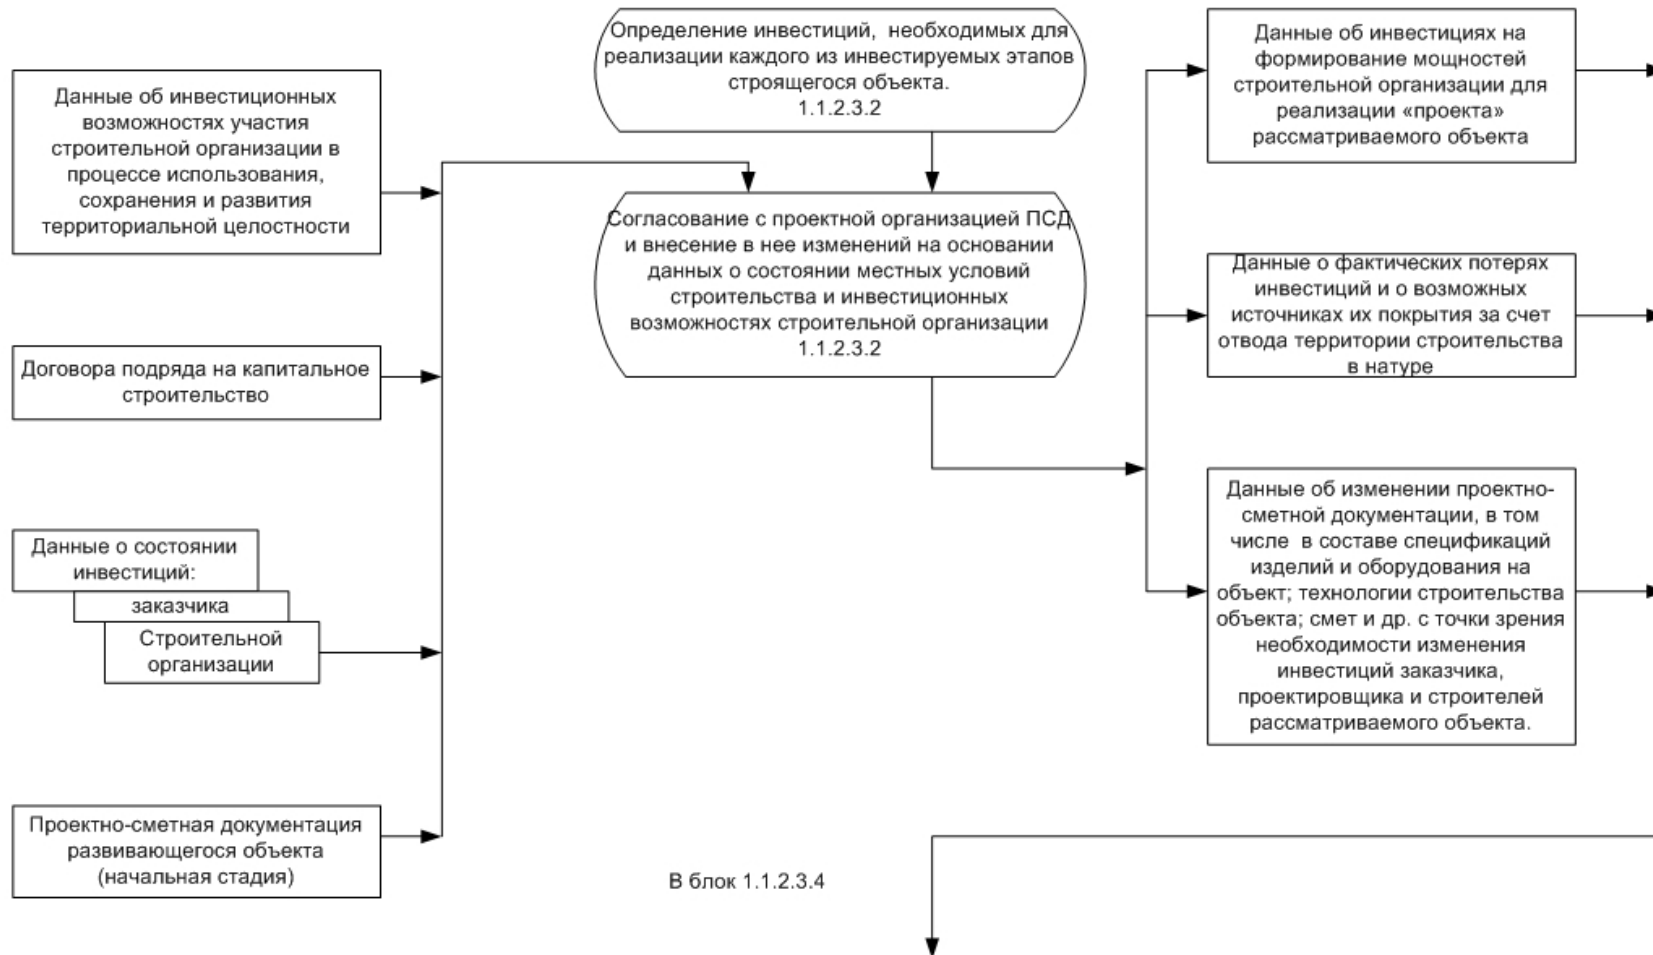 Определение инвестиций, необходимых для
реализации каждого из инвестируемых этапов
строящегося объекта.
1.1.2.3.2
Данные об инвестиционных
возможностях участия
строительной организации в
процессе использования,
сохранения и развития
территориальной целостности
Договора подряда на капитальное
строительство
Данные о состоянии
инвестиций:
заказчика
Строительной
организации
Проектно-сметная документация
развивающегося объекта
(начальная стадия)
Согласование с проектной организацией ПСД
и внесение в нее изменений на основании
данных о состоянии местных условий
строительства и инвестиционных
возможностях строительной организации
1.1.2.3.2
Данные об инвестициях на
формирование мощностей
строительной организации для
реализации «проекта»
рассматриваемого объекта
Данные о фактических потерях
инвестиций и о возможных
источниках их покрытия за счет
отвода территории строительства
в натуре
Данные об изменении проектно-
сметной документации, в том
числе в составе спецификаций
изделий и оборудования на
объект; технологии строительства
объекта; смет и др. с точки зрения
необходимости изменения
инвестиций заказчика,
проектировщика и строителей
рассматриваемого объекта.
В блок 1.1.2.3.4